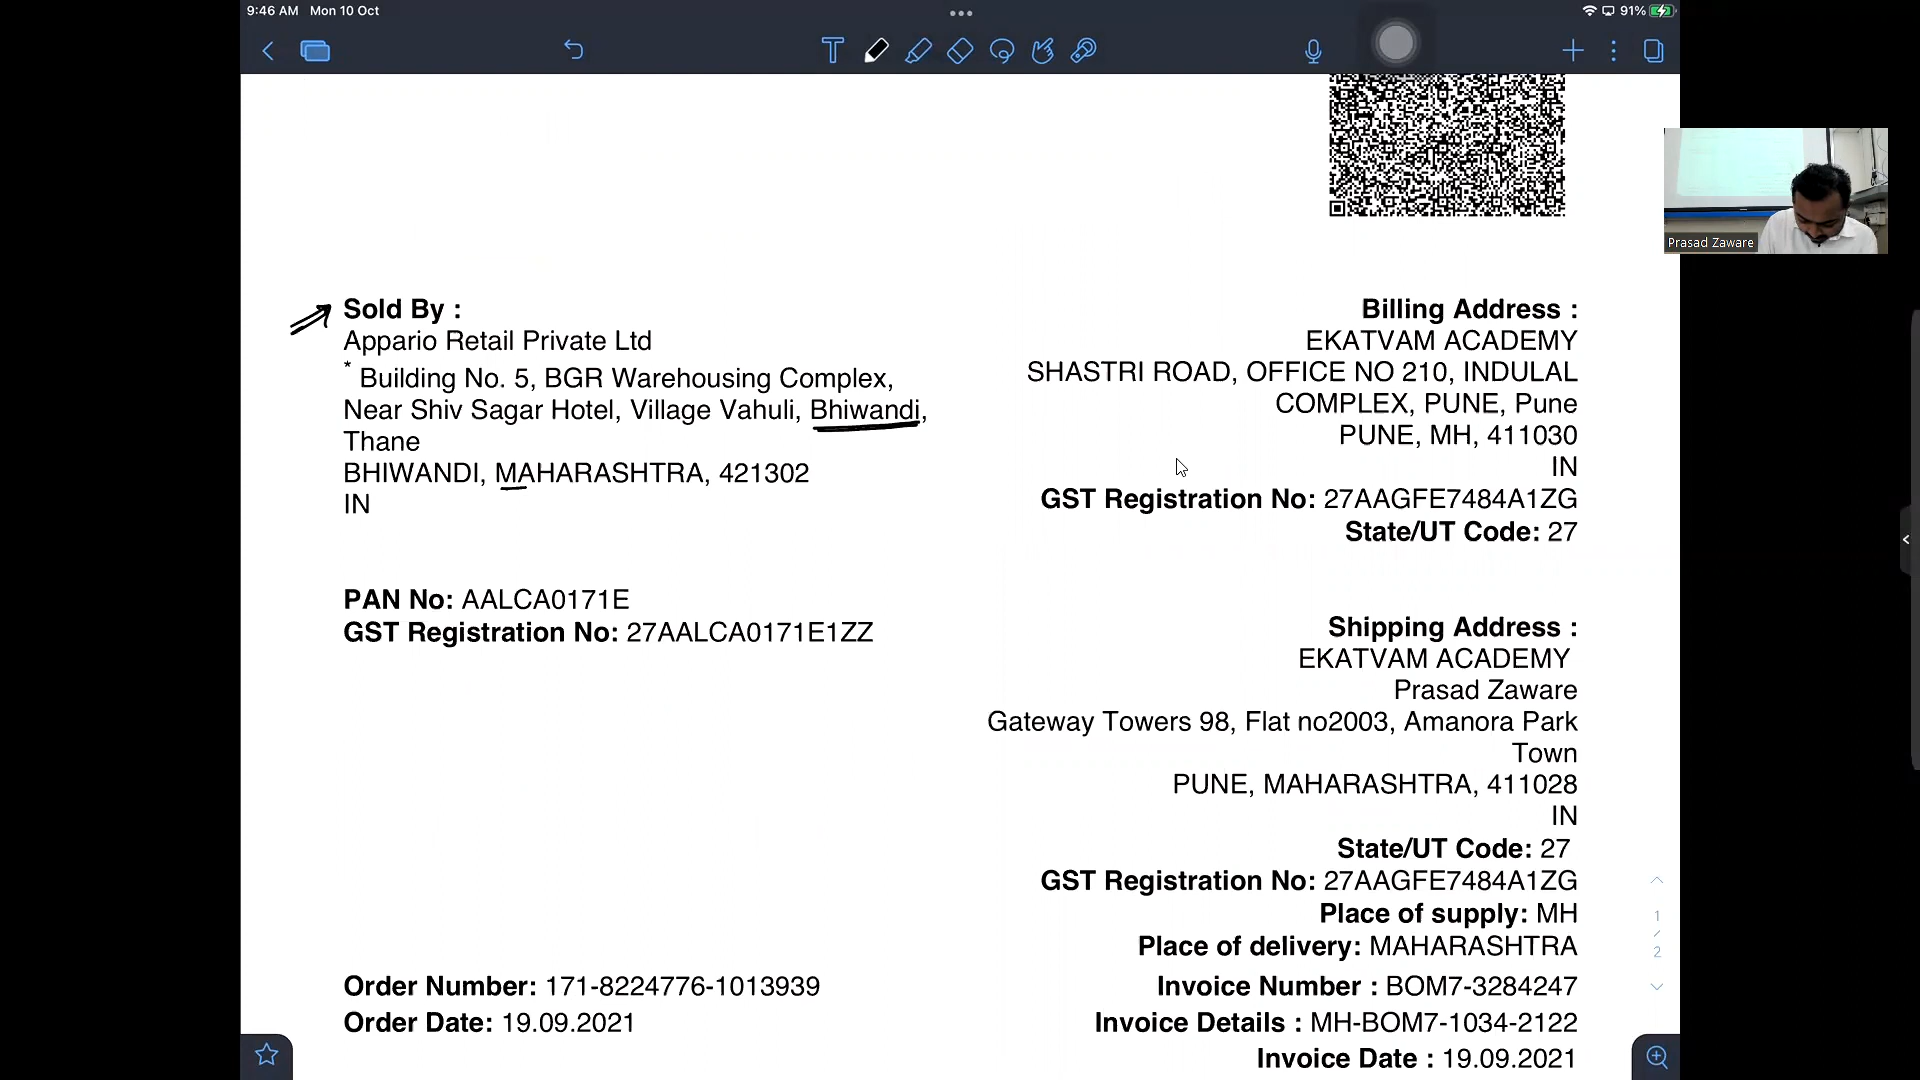 9:46 AM Mon 10 Oct
91%
Prasad Zaware
Sold By :
Appario Retail Private Ltd
* Building No. 5, BGR Warehousing Complex,
Near Shiv Sagar Hotel, Village Vahuli, Bhiwandi,
Thane
BHIWANDI, MAHARASHTRA, 421302
IN
PAN No: AALCA0171E
GST Registration No: 27AALCA0171E1ZZ
Order Number: 171-8224776-1013939
Order Date: 19.09.2021
Billing Address :
EKATVAM ACADEMY
SHASTRI ROAD, OFFICE NO 210, INDULAL
COMPLEX, PUNE, Pune
PUNE, MH, 411030
IN
GST Registration No: 27AAGFE7484A1ZG
State/UT Code: 27
Shipping Address :
EKATVAM ACADEMY
Prasad Zaware
Gateway Towers 98, Flat no2003, Amanora Park
Town
PUNE, MAHARASHTRA, 411028
IN
State/UT Code: 27
GST Registration No: 27AAGFE7484A1ZG
Place of supply: MH
Place of delivery: MAHARASHTRA
Invoice Number : BOM7-3284247
Invoice Details : MH-BOM7-1034-2122
Invoice Date : 19.09.2021
1
/
2